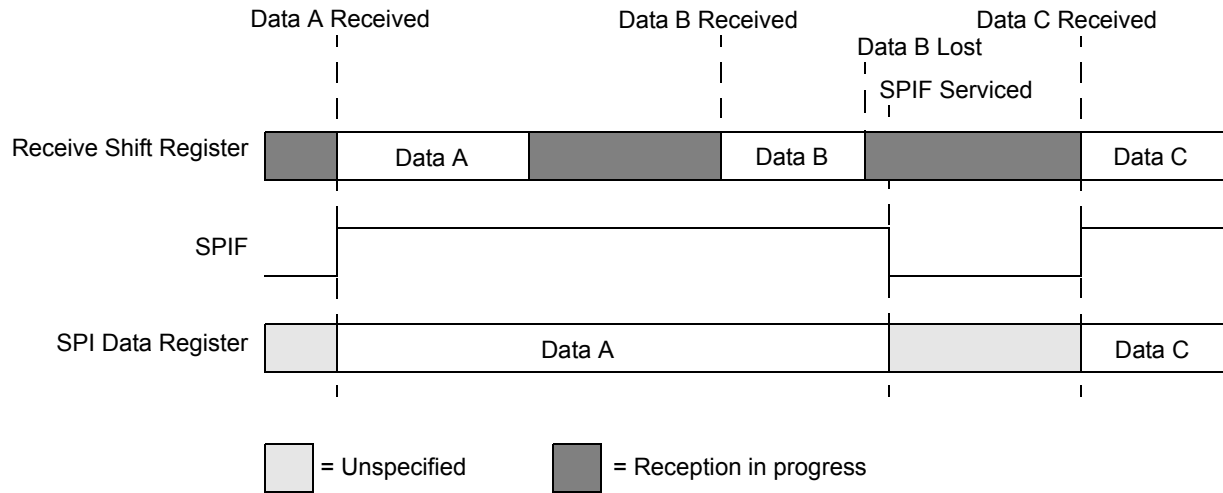 Data A Received
Data B Received
Data C Received
Data B Lost
SPIF Serviced
Receive Shift Register
Data A
Data B
Data C
SPIF
SPI Data Register
Data A
Data C
= Unspecified
= Reception in progress